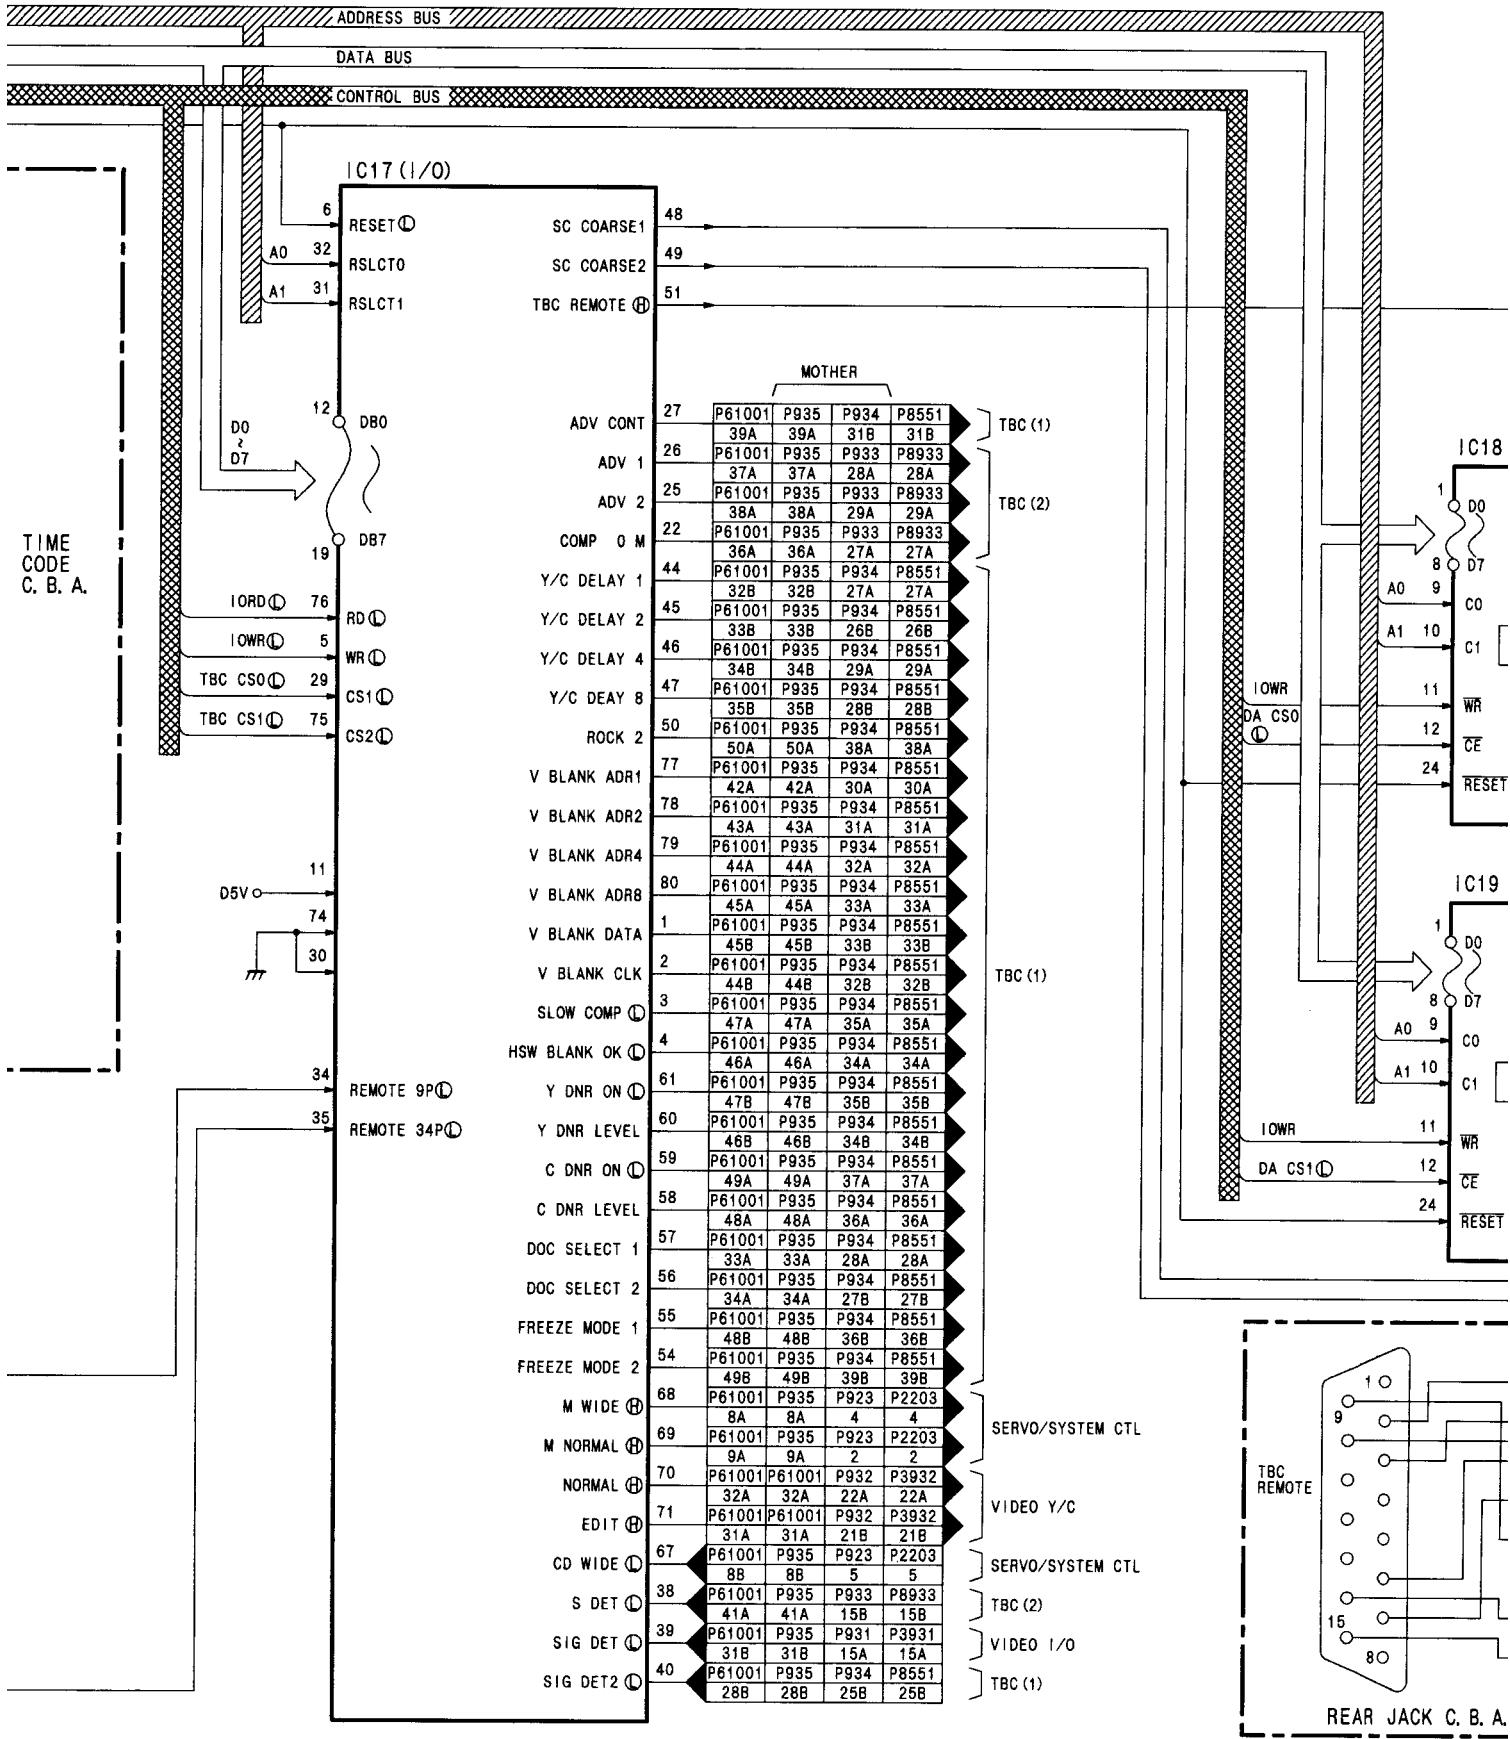 ADDRESS BUS
DATA BUS
CONTROL BUS
IC17 (I/O)
6 RESET Ⓛ SC COARSE1 48
A0 32 RSLCT0 SC COARSE2 49
A1 31 RSLCT1 TBC REMOTE Ⓗ 51
MOTHER
12 DB0
D0
~
D7
19 DB7
ADV CONT 27 P61001 P935 P934 P8551
39A 39A 31B 31B
TBC (1)
ADV 1 26 P61001 P935 P933 P8933
37A 37A 28A 28A
ADV 2 25 P61001 P935 P933 P8933
38A 38A 29A 29A
TBC (2)
COMP 0 M 22 P61001 P935 P933 P8933
36A 36A 27A 27A
Y/C DELAY 1 44 P61001 P935 P934 P8551
32B 32B 27A 27A
Y/C DELAY 2 45 P61001 P935 P934 P8551
33B 33B 26B 26B
Y/C DELAY 4 46 P61001 P935 P934 P8551
34B 34B 29A 29A
Y/C DEAY 8 47 P61001 P935 P934 P8551
35B 35B 28B 28B
ROCK 2 50 P61001 P935 P934 P8551
50A 50A 38A 38A
V BLANK ADR1 77 P61001 P935 P934 P8551
42A 42A 30A 30A
V BLANK ADR2 78 P61001 P935 P934 P8551
43A 43A 31A 31A
V BLANK ADR4 79 P61001 P935 P934 P8551
44A 44A 32A 32A
V BLANK ADR8 80 P61001 P935 P934 P8551
45A 45A 33A 33A
V BLANK DATA 1 P61001 P935 P934 P8551
45B 45B 33B 33B
V BLANK CLK 2 P61001 P935 P934 P8551
44B 44B 32B 32B
TBC (1)
SLOW COMP Ⓛ 3 P61001 P935 P934 P8551
47A 47A 35A 35A
HSW BLANK OK Ⓛ 4 P61001 P935 P934 P8551
46A 46A 34A 34A
Y DNR ON Ⓛ 61 P61001 P935 P934 P8551
47B 47B 35B 35B
Y DNR LEVEL 60 P61001 P935 P934 P8551
46B 46B 34B 34B
C DNR ON Ⓛ 59 P61001 P935 P934 P8551
49A 49A 37A 37A
C DNR LEVEL 58 P61001 P935 P934 P8551
48A 48A 36A 36A
DOC SELECT 1 57 P61001 P935 P934 P8551
33A 33A 28A 28A
DOC SELECT 2 56 P61001 P935 P934 P8551
34A 34A 27B 27B
FREEZE MODE 1 55 P61001 P935 P934 P8551
48B 48B 36B 36B
FREEZE MODE 2 54 P61001 P935 P934 P8551
49B 49B 39B 39B
M WIDE Ⓗ 68 P61001 P935 P923 P2203
8A 8A 4 4
SERVO/SYSTEM CTL
M NORMAL Ⓗ 69 P61001 P935 P923 P2203
9A 9A 2 2
NORMAL Ⓗ 70 P61001 P61001 P932 P3932
32A 32A 22A 22A
VIDEO Y/C
EDIT Ⓗ 71 P61001 P61001 P932 P3932
31A 31A 21B 21B
CD WIDE Ⓛ 67 P61001 P935 P923 P2203
8B 8B 5 5
SERVO/SYSTEM CTL
S DET Ⓛ 38 P61001 P935 P933 P8933
41A 41A 15B 15B
TBC (2)
SIG DET Ⓛ 39 P61001 P935 P931 P3931
31B 31B 15A 15A
VIDEO I/O
SIG DET2 Ⓛ 40 P61001 P935 P934 P8551
28B 28B 25B 25B
TBC (1)
TIME
CODE
C. B. A.
IORD Ⓛ 76 RD Ⓛ
IOWR Ⓛ 5 WR Ⓛ
TBC CS0 Ⓛ 29 CS1 Ⓛ
TBC CS1 Ⓛ 75 CS2 Ⓛ
D5V 11
74
30
34 REMOTE 9P Ⓛ
35 REMOTE 34P Ⓛ
IC18
1 D0
8 D7
A0 9 C0
A1 10 C1
IOWR 11 W̅R̅
DA CS0 Ⓛ 12 C̅E̅
24 R̅E̅S̅E̅T̅
IC19
1 D0
8 D7
A0 9 C0
A1 10 C1
IOWR 11 W̅R̅
DA CS1 Ⓛ 12 C̅E̅
24 R̅E̅S̅E̅T̅
1
9
TBC
REMOTE
15
8
REAR JACK C. B. A.